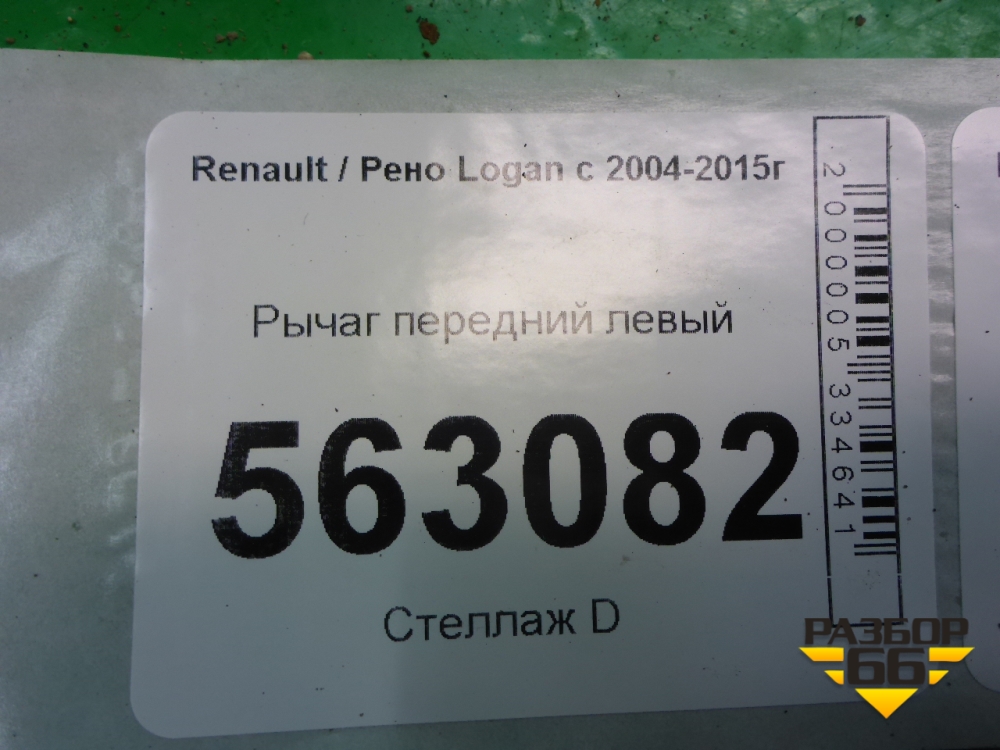 Renault / Рено Logan с 2004-2015г
Рычаг передний левый
563082
Стеллаж D
2000005334641
РАЗБОР
66